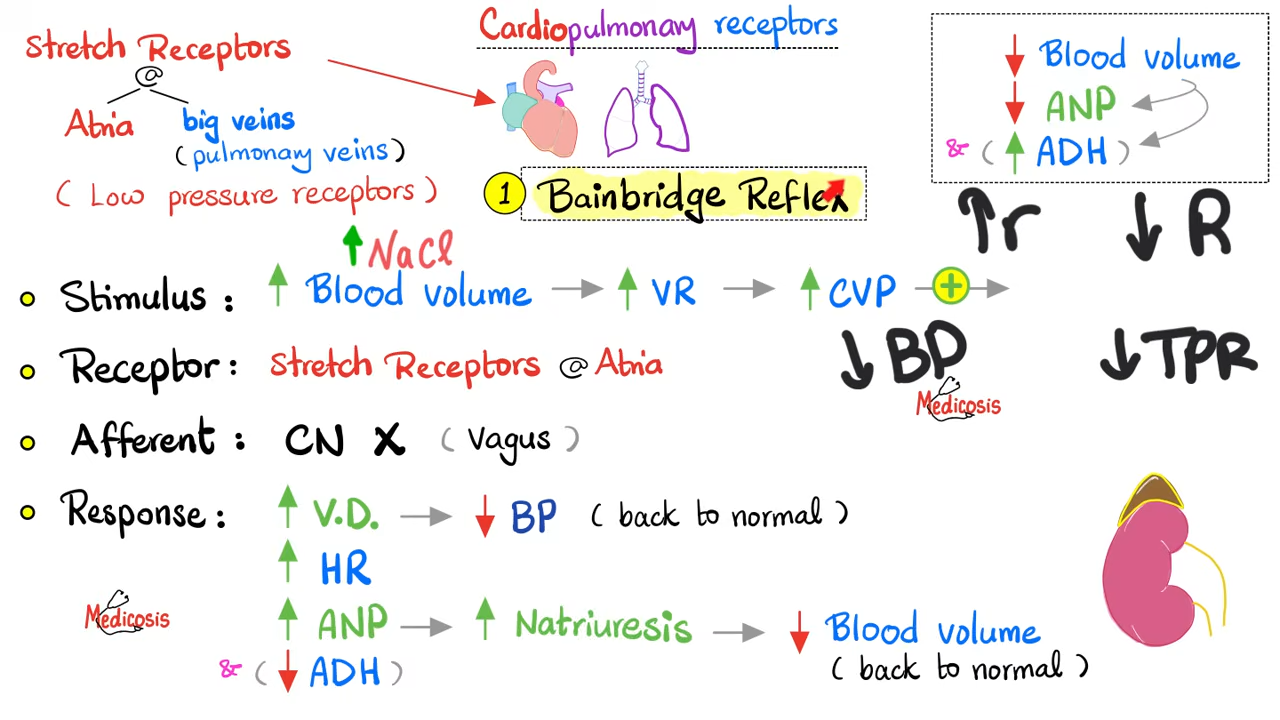 Cardiopulmonary receptors
Stretch Receptors
@
Atria
big veins
(pulmonary veins)
(Low pressure receptors)
↓ Blood volume
↓ ANP
& (↑ ADH)
1 Bainbridge Reflex
↑r ↓ R
↑ NaCl
Stimulus: ↑ Blood volume → ↑ VR → ↑ CVP + →
↓ BP ↓ TPR
Receptor: Stretch Receptors @ Atria
Medicosis
Afferent: CN X (Vagus)
Response: ↑ V.D. → ↓ BP (back to normal)
↑ HR
Medicosis
↑ ANP → ↑ Natriuresis → ↓ Blood volume
& (↓ ADH) (back to normal)